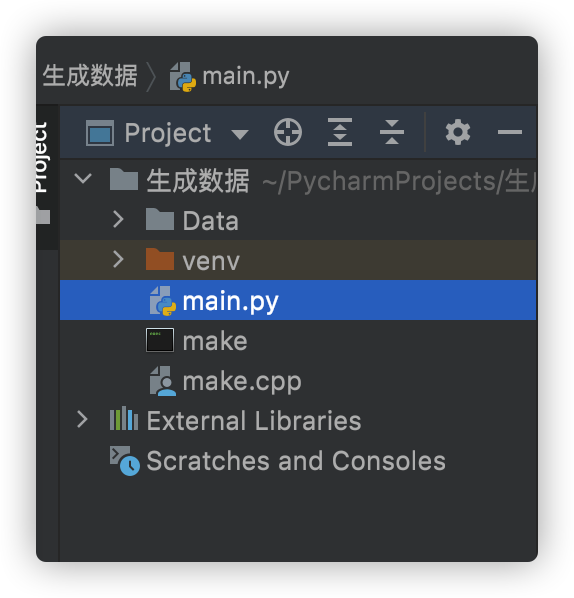 生成数据 〉 main.py
Project
Project
生成数据 ~/PycharmProjects/生
Data
venv
main.py
make
make.cpp
External Libraries
Scratches and Consoles